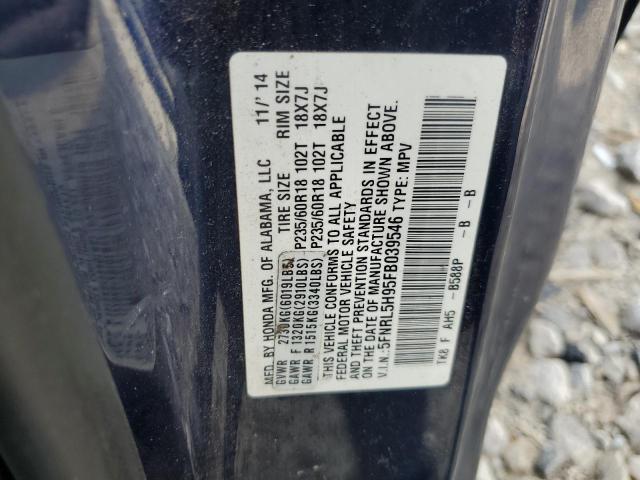 MFD. BY HONDA MFG. OF ALABAMA, LLC 11/'14
GVWR 2730KG(6019LBS) TIRE SIZE RIM SIZE
GAWR F 1320KG(2910LBS) P235/60R18 102T 18X7J
GAWR R 1515KG(3340LBS) P235/60R18 102T 18X7J
THIS VEHICLE CONFORMS TO ALL APPLICABLE
FEDERAL MOTOR VEHICLE SAFETY
AND THEFT PREVENTION STANDARDS IN EFFECT
ON THE DATE OF MANUFACTURE SHOWN ABOVE.
V.I.N.: 5FNRL5H95FB039546 TYPE: MPV
TK8 F AH5 - B588P - B - B